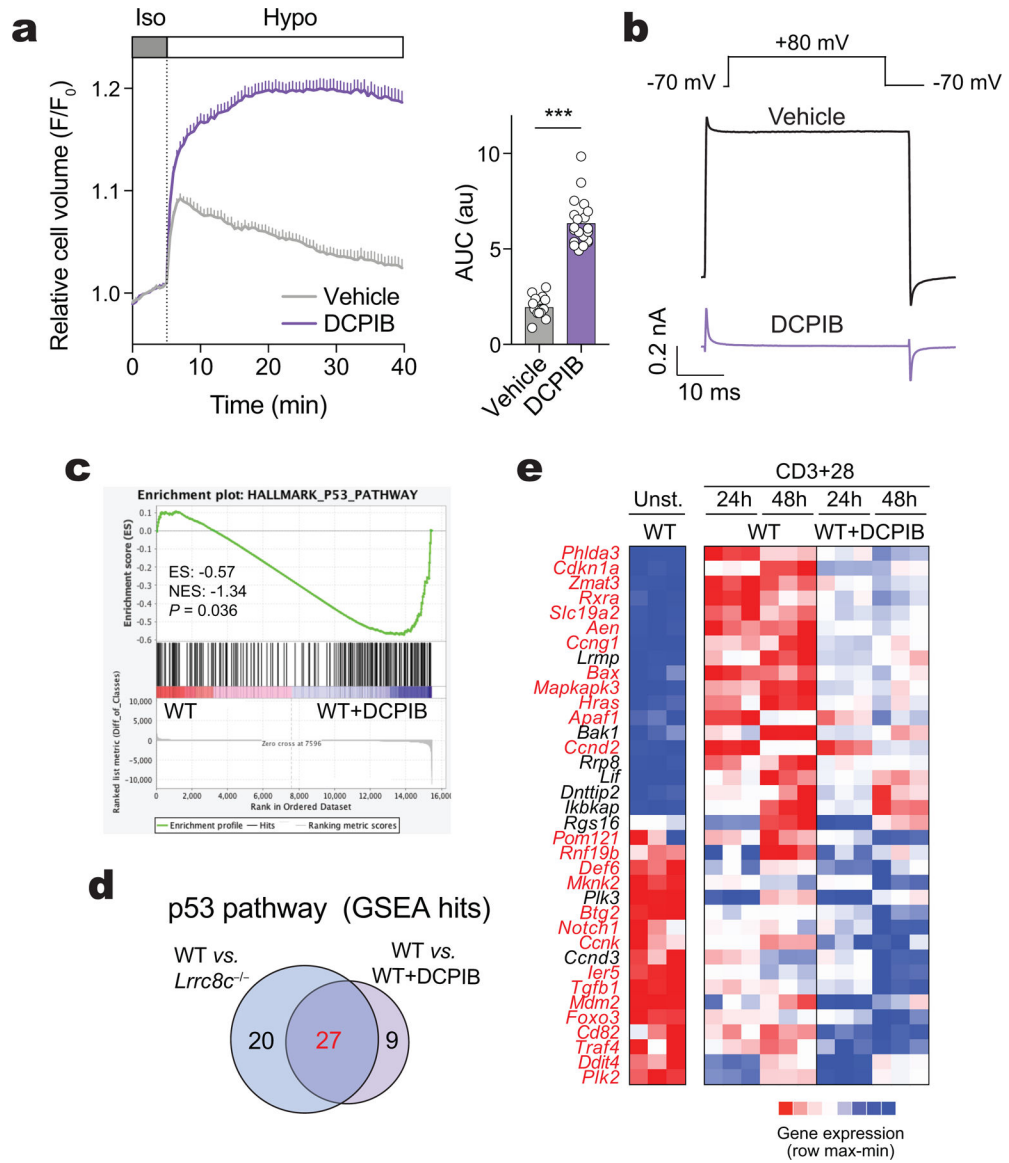 a
Iso
Hypo
Relative cell volume (F/F0)
1.2
1.1
1.0
Vehicle
DCPIB
0
10
20
30
40
Time (min)
***
AUC (au)
10
5
0
Vehicle
DCPIB
b
+80 mV
-70 mV
-70 mV
Vehicle
DCPIB
0.2 nA
10 ms
c
Enrichment plot: HALLMARK_P53_PATHWAY
Enrichment score (ES)
0.1
0.0
-0.1
-0.2
-0.3
-0.4
-0.5
-0.6
ES: -0.57
NES: -1.34
P = 0.036
WT
WT+DCPIB
Ranked list metric (Diff_of_Classes)
10,000
5,000
0
-5,000
-10,000
Zero cross at 7596
0
2,000
4,000
6,000
8,000
10,000
12,000
14,000
16,000
Rank in Ordered Dataset
Enrichment profile
Hits
Ranking metric scores
d
p53 pathway (GSEA hits)
WT vs.
Lrrc8c–/–
WT vs.
WT+DCPIB
20
27
9
e
CD3+28
Unst.
24h
48h
24h
48h
WT
WT
WT+DCPIB
Phlda3
Cdkn1a
Zmat3
Rxra
Slc19a2
Aen
Ccng1
Lrmp
Bax
Mapkapk3
Hras
Apaf1
Bak1
Ccnd2
Rrp8
Lif
Dnttip2
Ikbkap
Rgs16
Pom121
Rnf19b
Def6
Mknk2
Plk3
Btg2
Notch1
Ccnk
Ccnd3
Ier5
Tgfb1
Mdm2
Foxo3
Cd82
Traf4
Ddit4
Plk2
Gene expression
(row max-min)